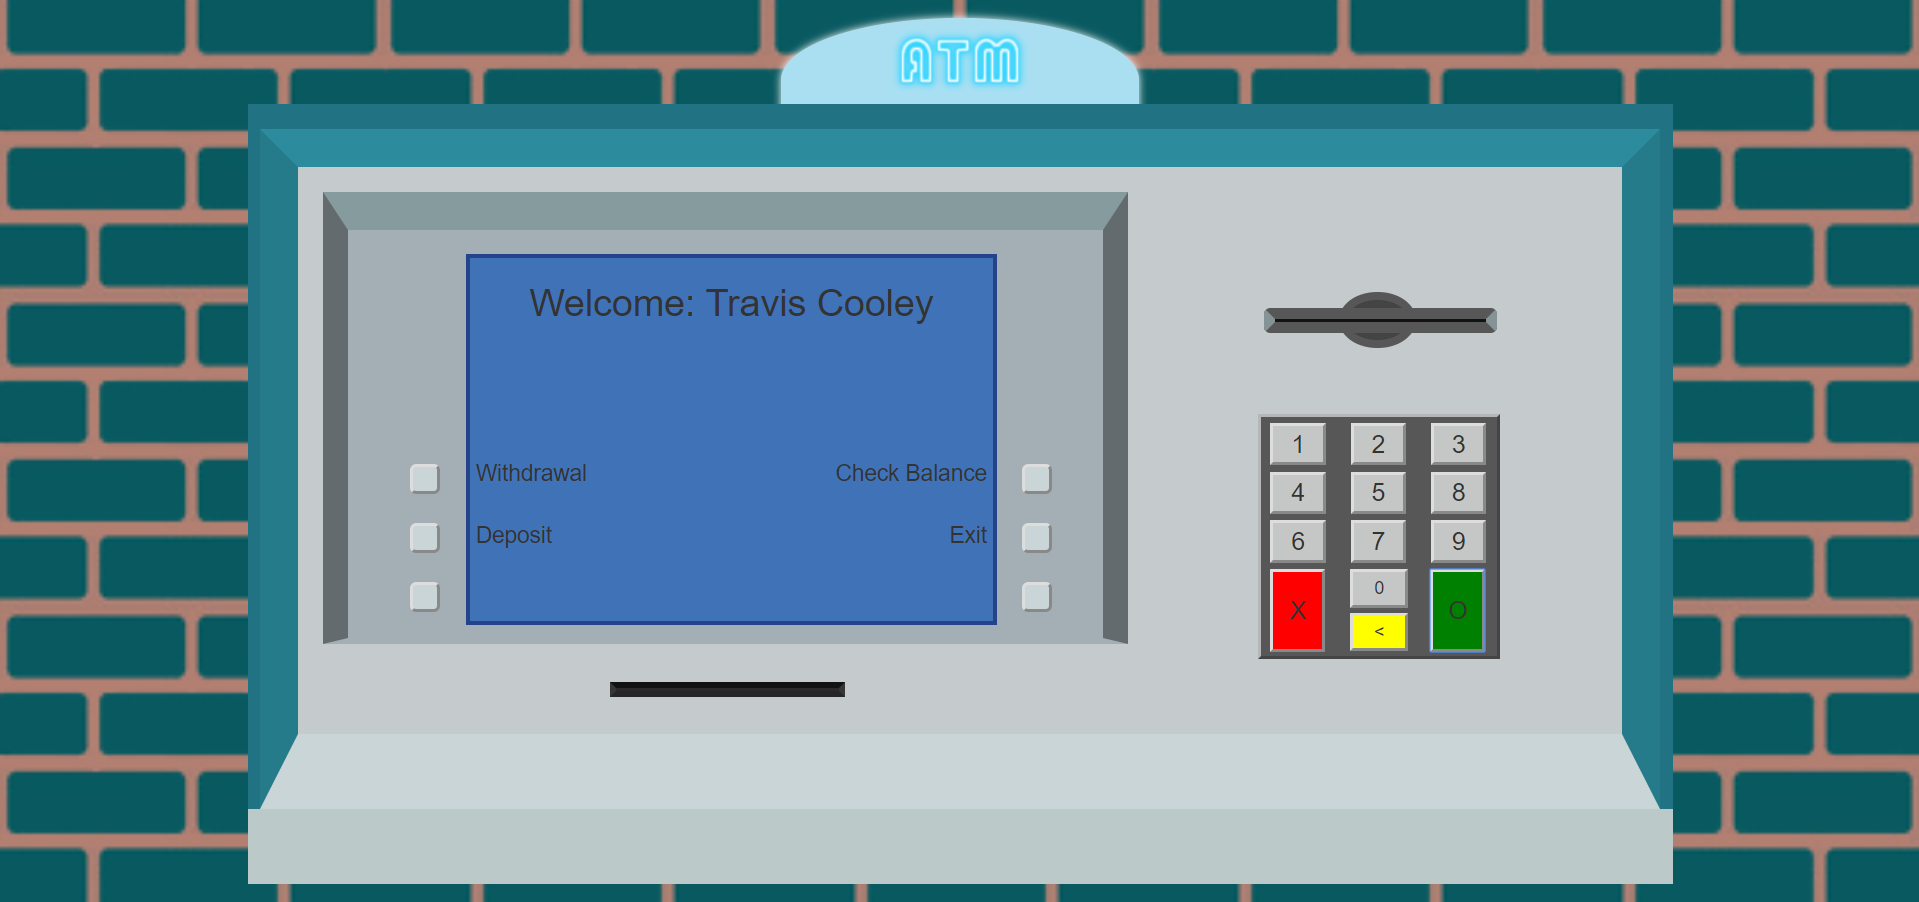 ATM
Welcome: Travis Cooley
Withdrawal Check Balance
Deposit Exit
1 2 3
4 5 8
6 7 9
X 0 O
<